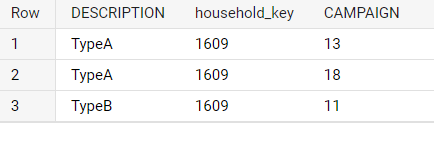 Row DESCRIPTION household_key CAMPAIGN
1 TypeA 1609 13
2 TypeA 1609 18
3 TypeB 1609 11